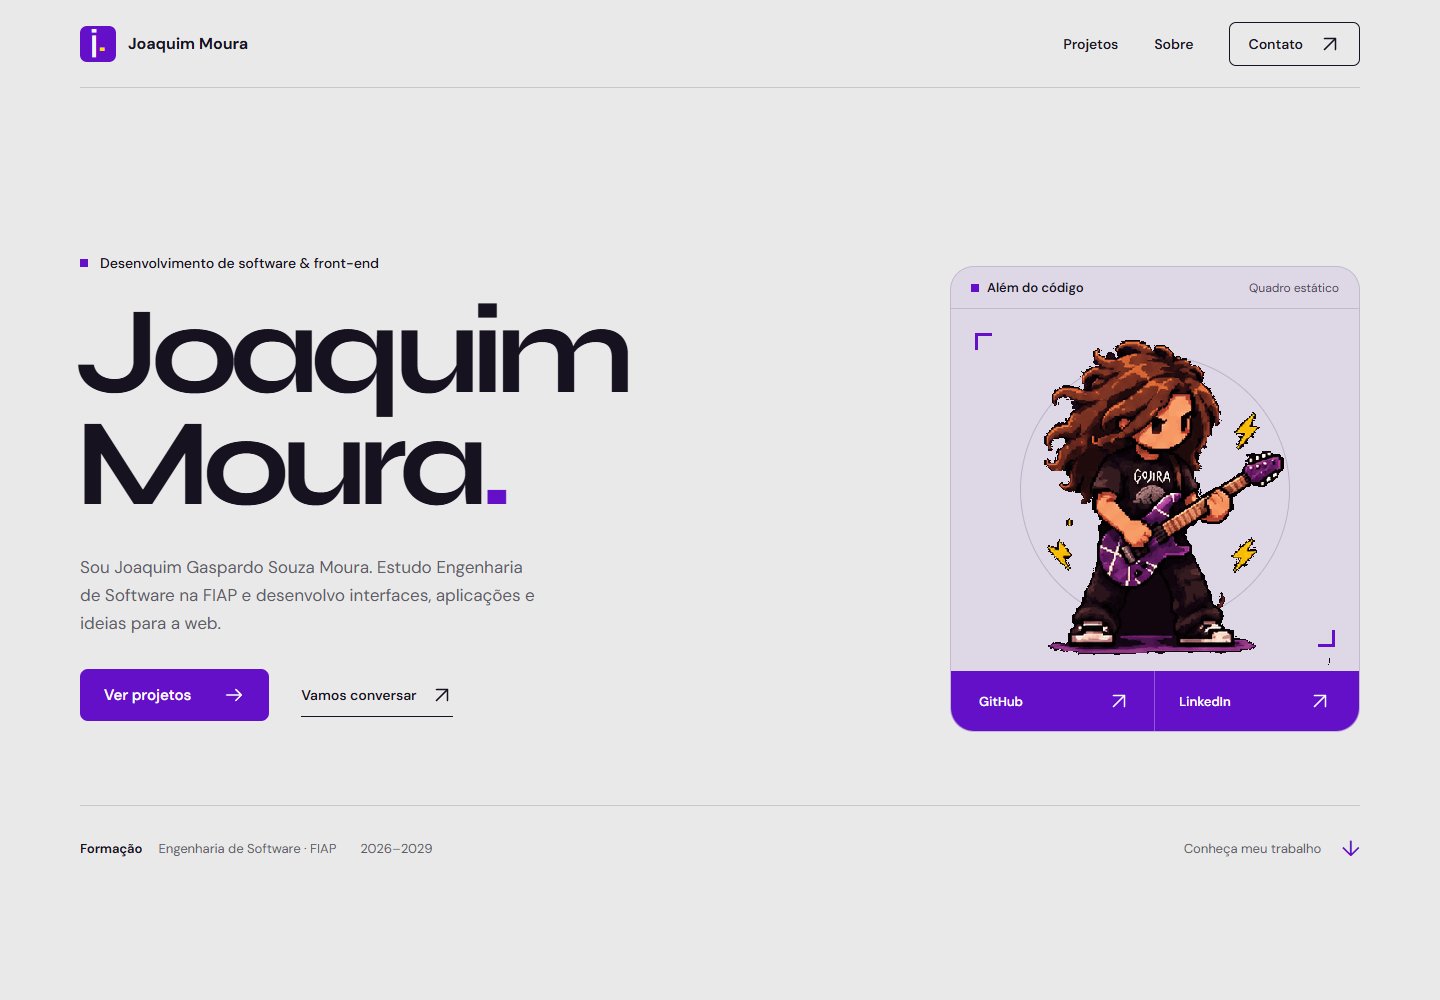 j.
Joaquim Moura
Projetos
Sobre
Contato
Desenvolvimento de software & front-end
Joaquim
Moura.
Sou Joaquim Gaspardo Souza Moura. Estudo Engenharia
de Software na FIAP e desenvolvo interfaces, aplicações e
ideias para a web.
Ver projetos
Vamos conversar
Além do código
Quadro estático
GOJIRA
GitHub
LinkedIn
Formação
Engenharia de Software · FIAP
2026–2029
Conheça meu trabalho